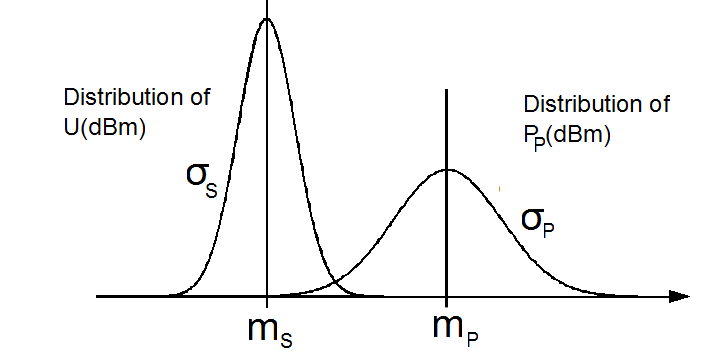 Distribution of
U(dBm)
Distribution of
PP(dBm)
σS
σP
mS
mP